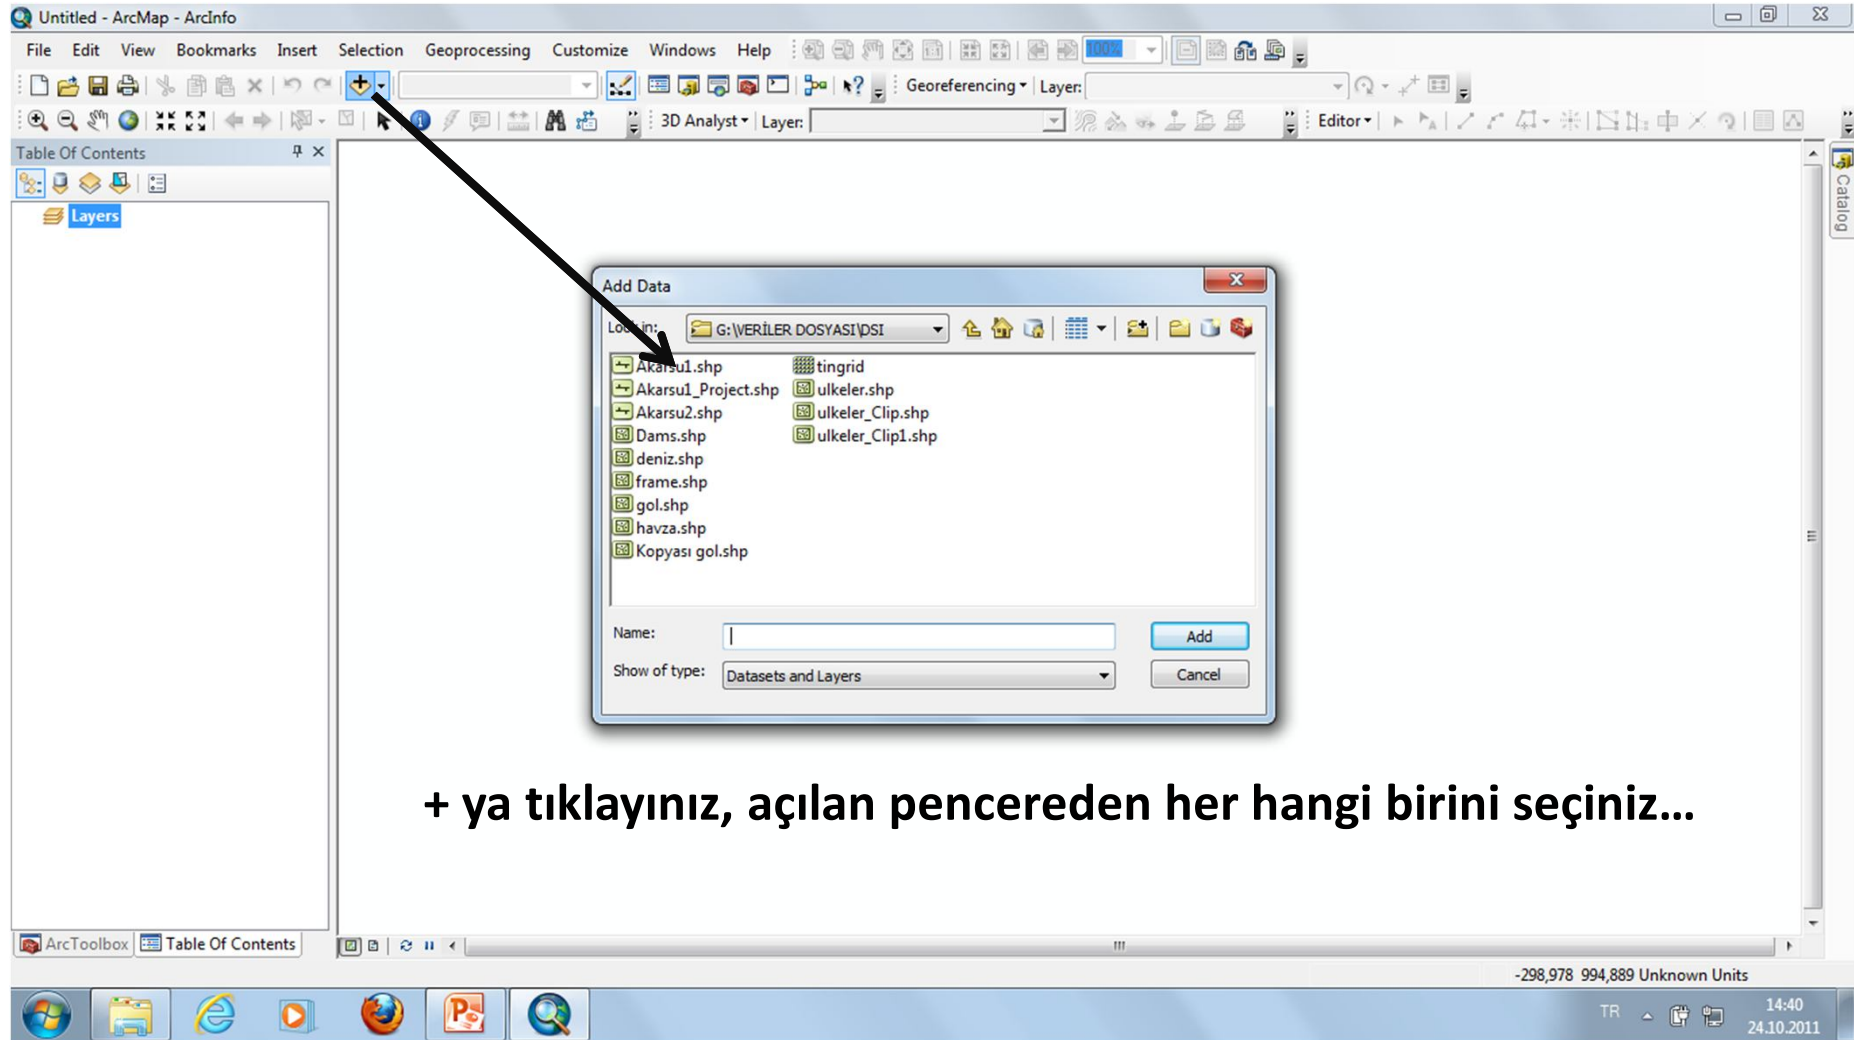 Untitled - ArcMap - ArcInfo
File Edit View Bookmarks Insert Selection Geoprocessing Customize Windows Help 100%
Georeferencing Layer:
3D Analyst Layer: Editor
Table Of Contents
Layers
Catalog
Add Data
Look in: G:\VERİLER DOSYASI\DSI
Akarsu1.shp
Akarsu1_Project.shp
Akarsu2.shp
Dams.shp
deniz.shp
frame.shp
gol.shp
havza.shp
Kopyası gol.shp
tingrid
ulkeler.shp
ulkeler_Clip.shp
ulkeler_Clip1.shp
Name: Add
Show of type: Datasets and Layers Cancel
+ ya tıklayınız, açılan pencereden her hangi birini seçiniz...
ArcToolbox Table Of Contents
-298,978 994,889 Unknown Units
TR 14:40
24.10.2011